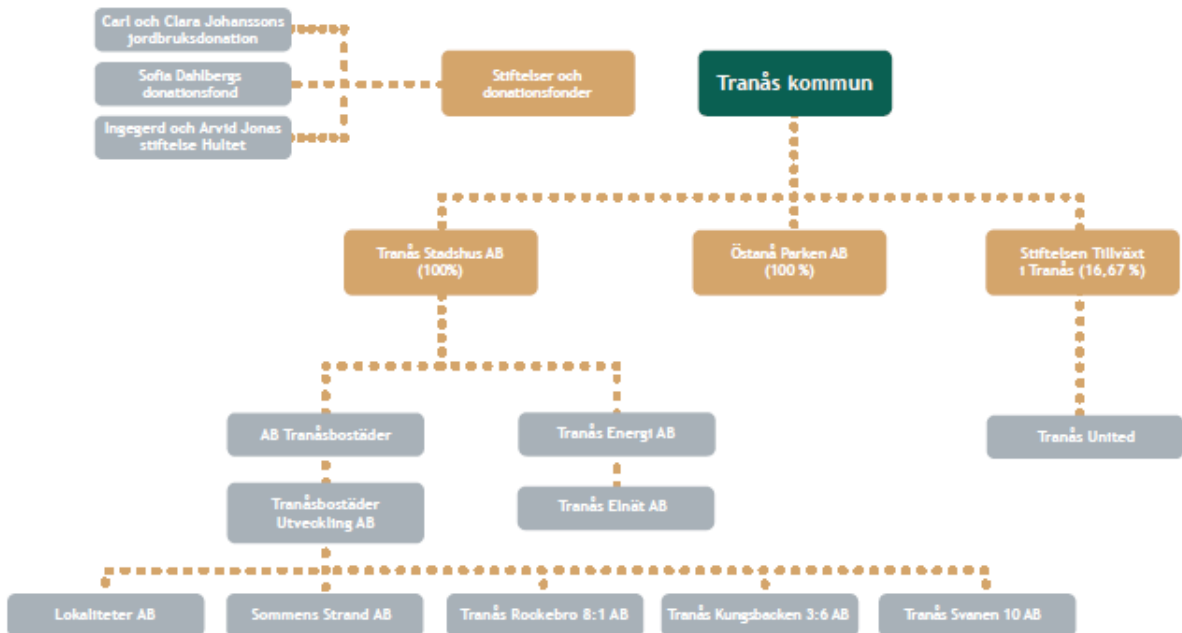 Carl och Clara Johanssons
jordbruksdonation
Sofia Dahlbergs
donationsfond
Ingegerd och Arvid Jonas
stiftelse Hultet
Stiftelser och
donationsfonder
Tranås kommun
Tranås Stadshus AB
(100%)
Östanå Parken AB
(100 %)
Stiftelsen Tillväxt
i Tranås (16,67 %)
AB Tranåsbostäder
Tranås Energi AB
Tranås United
Tranåsbostäder
Utveckling AB
Tranås Elnät AB
Lokaliteter AB
Sommens Strand AB
Tranås Rockebro 8:1 AB
Tranås Kungsbacken 3:6 AB
Tranås Svanen 10 AB